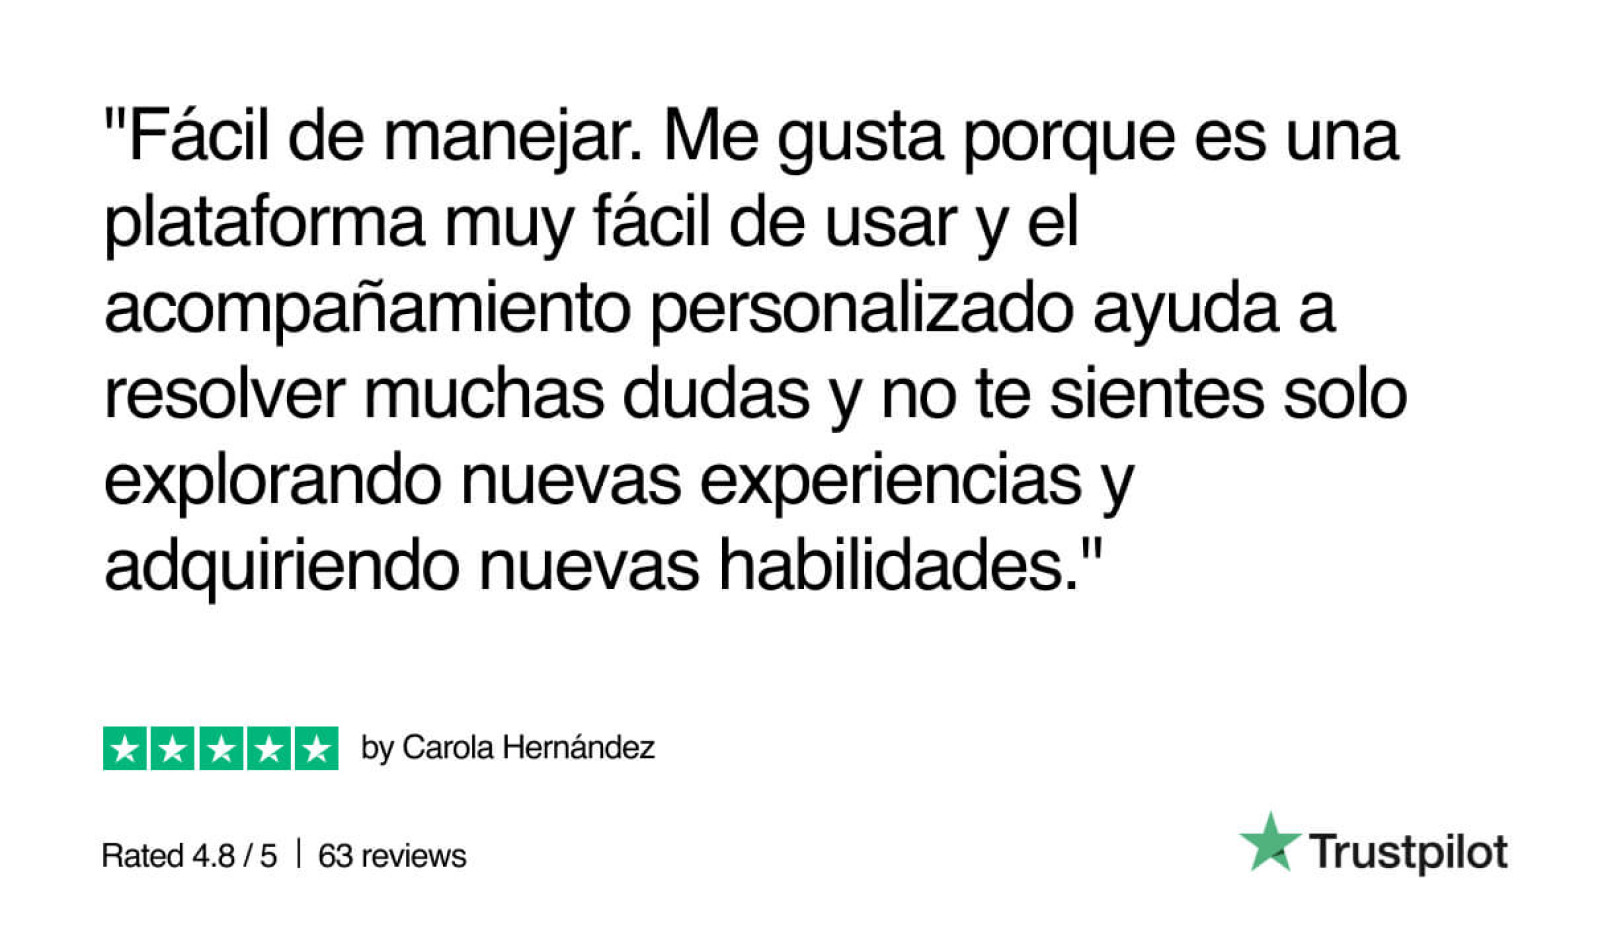 "Fácil de manejar. Me gusta porque es una
plataforma muy fácil de usar y el
acompañamiento personalizado ayuda a
resolver muchas dudas y no te sientes solo
explorando nuevas experiencias y
adquiriendo nuevas habilidades."
by Carola Hernández
Rated 4.8 / 5 | 63 reviews
Trustpilot